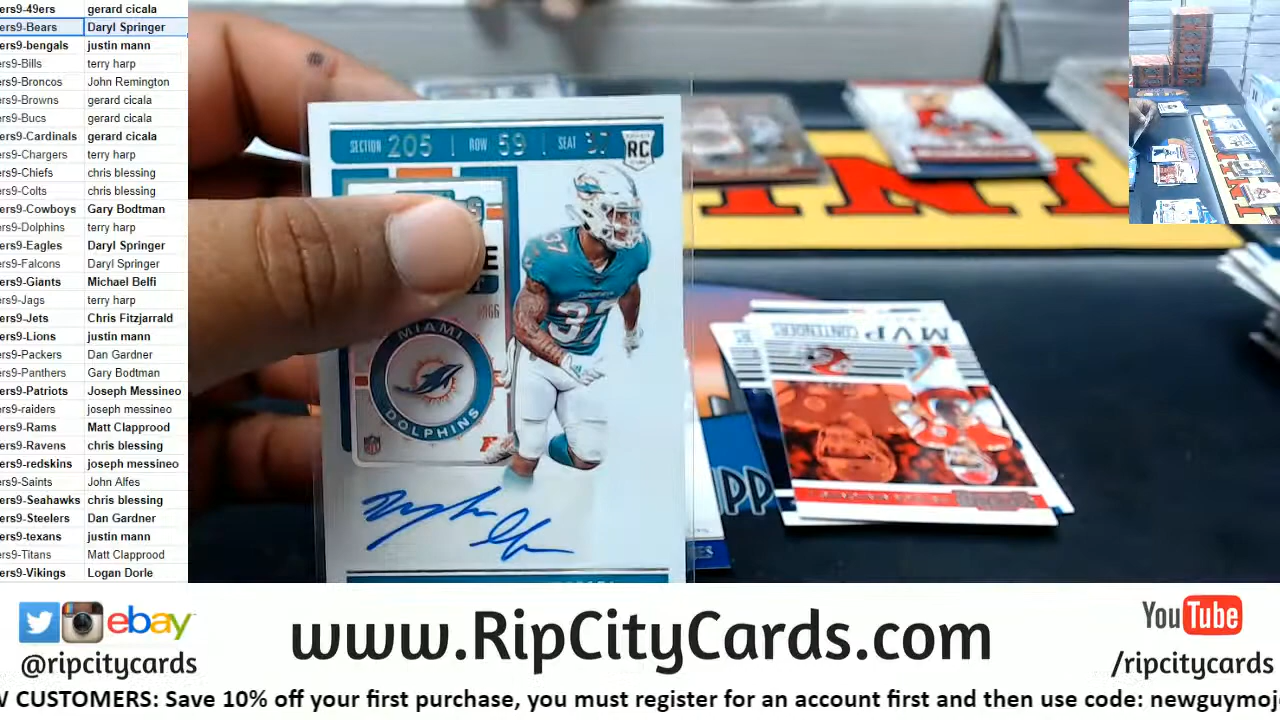 ers9-49ers gerard cicala
ers9-Bears Daryl Springer
ers9-bengals justin mann
ers9-Bills terry harp
ers9-Broncos John Remington
ers9-Browns gerard cicala
ers9-Bucs gerard cicala
ers9-Cardinals gerard cicala
ers9-Chargers terry harp
ers9-Chiefs chris blessing
ers9-Colts chris blessing
ers9-Cowboys Gary Bodtman
ers9-Dolphins terry harp
ers9-Eagles Daryl Springer
ers9-Falcons Daryl Springer
ers9-Giants Michael Belfi
ers9-Jags terry harp
ers9-Jets Chris Fitzjarrald
ers9-Lions justin mann
ers9-Packers Dan Gardner
ers9-Panthers Gary Bodtman
ers9-Patriots Joseph Messineo
ers9-raiders joseph messineo
ers9-Rams Matt Clapprood
ers9-Ravens chris blessing
ers9-redskins joseph messineo
ers9-Saints John Alfes
ers9-Seahawks chris blessing
ers9-Steelers Dan Gardner
ers9-texans justin mann
ers9-Titans Matt Clapprood
ers9-Vikings Logan Dorle
SECTION 205 | ROW 59 | SEAT 37
RC
MIAMI
DOLPHINS
NFL
37
MVP CONTENDERS
ebay
@ripcitycards
www.RipCityCards.com
YouTube
/ripcitycards
W CUSTOMERS: Save 10% off your first purchase, you must register for an account first and then use code: newguymoj